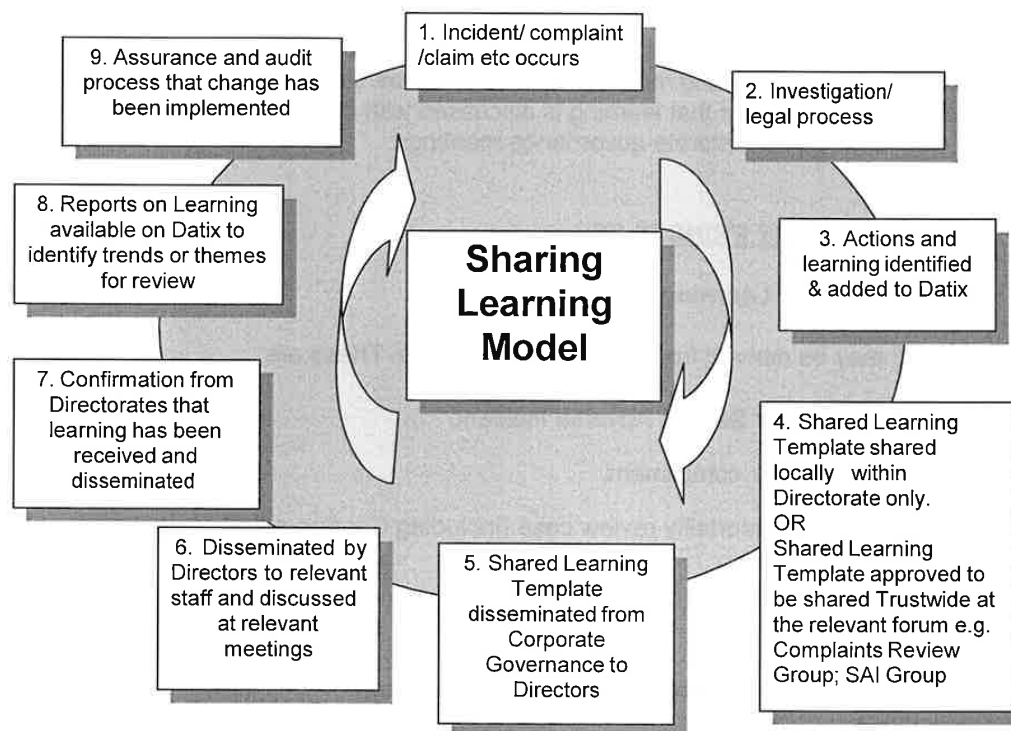 1. Incident/ complaint
/claim etc occurs
2. Investigation/
legal process
3. Actions and
learning identified
& added to Datix
4. Shared Learning
Template shared
locally within
Directorate only.
OR
Shared Learning
Template approved to
be shared Trustwide at
the relevant forum e.g.
Complaints Review
Group; SAI Group
5. Shared Learning
Template
disseminated from
Corporate
Governance to
Directors
6. Disseminated by
Directors to relevant
staff and discussed
at relevant
meetings
7. Confirmation from
Directorates that
learning has been
received and
disseminated
8. Reports on Learning
available on Datix to
identify trends or themes
for review
9. Assurance and audit
process that change has
been implemented
Sharing
Learning
Model